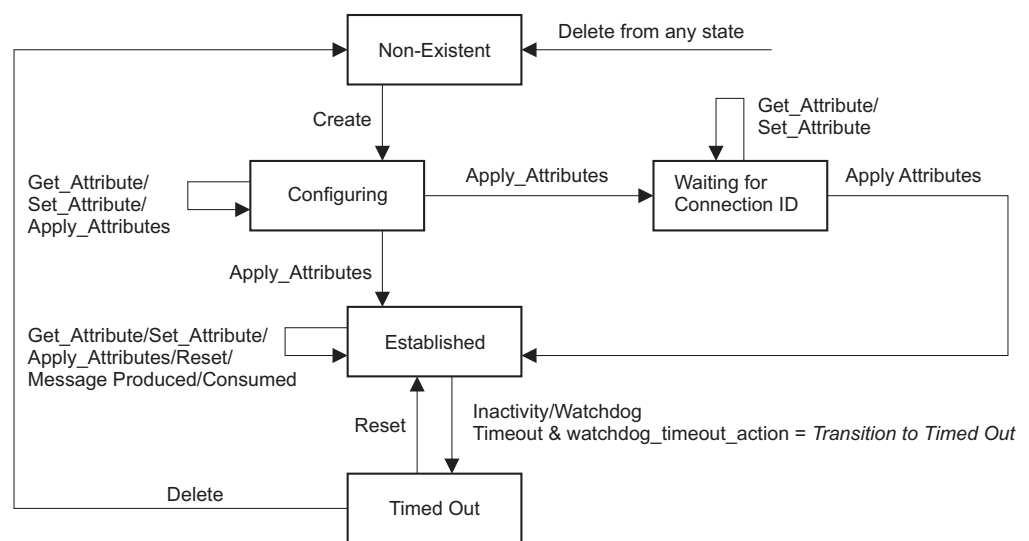 Delete from any state
Non-Existent
Create
Get_Attribute/
Set_Attribute
Get_Attribute/
Set_Attribute/
Apply_Attributes
Configuring
Apply_Attributes
Waiting for
Connection ID
Apply Attributes
Apply_Attributes
Get_Attribute/Set_Attribute/
Apply_Attributes/Reset/
Message Produced/Consumed
Established
Reset
Inactivity/Watchdog
Timeout & watchdog_timeout_action = Transition to Timed Out
Delete
Timed Out